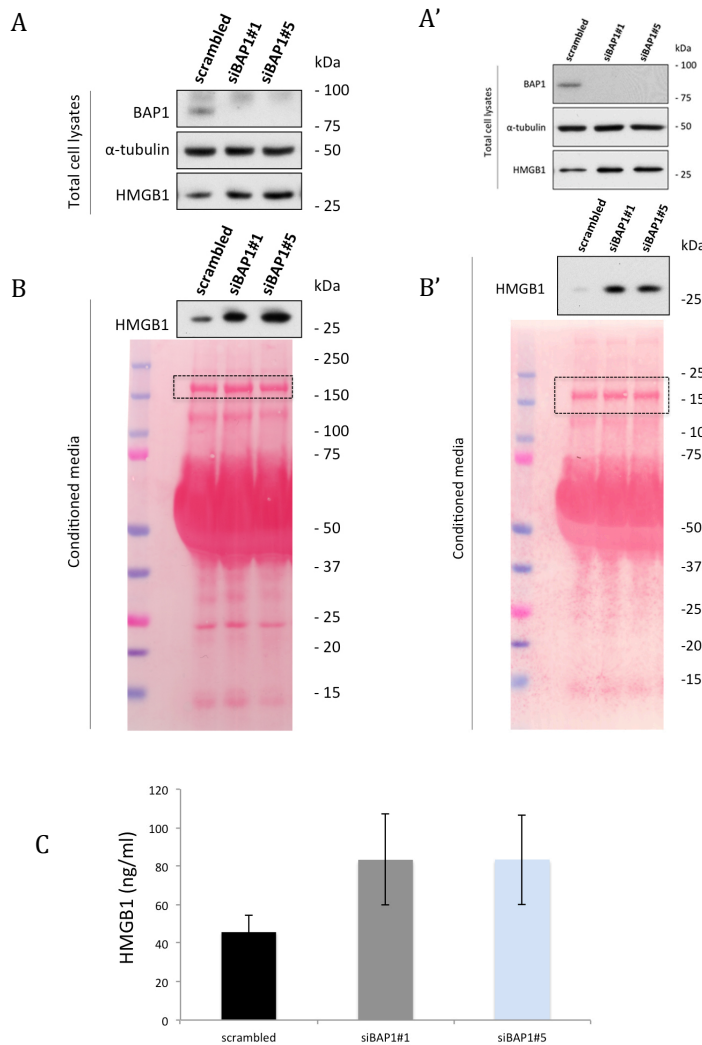 A
scrambled
siBAP1#1
siBAP1#5
kDa
BAP1
- 100
- 75
α-tubulin
- 50
HMGB1
- 25
Total cell lysates
A'
scrambled
siBAP1#1
siBAP1#5
kDa
BAP1
- 100
- 75
α-tubulin
- 50
HMGB1
- 25
Total cell lysates
B
scrambled
siBAP1#1
siBAP1#5
kDa
HMGB1
- 25
- 250
- 150
- 100
- 75
- 50
- 37
- 25
- 20
- 15
Conditioned media
B'
scrambled
siBAP1#1
siBAP1#5
kDa
HMGB1
-25
- 25
- 15
- 10
-75
-50
-37
-25
-20
-15
Conditioned media
C
HMGB1 (ng/ml)
120
100
80
60
40
20
0
scrambled
siBAP1#1
siBAP1#5